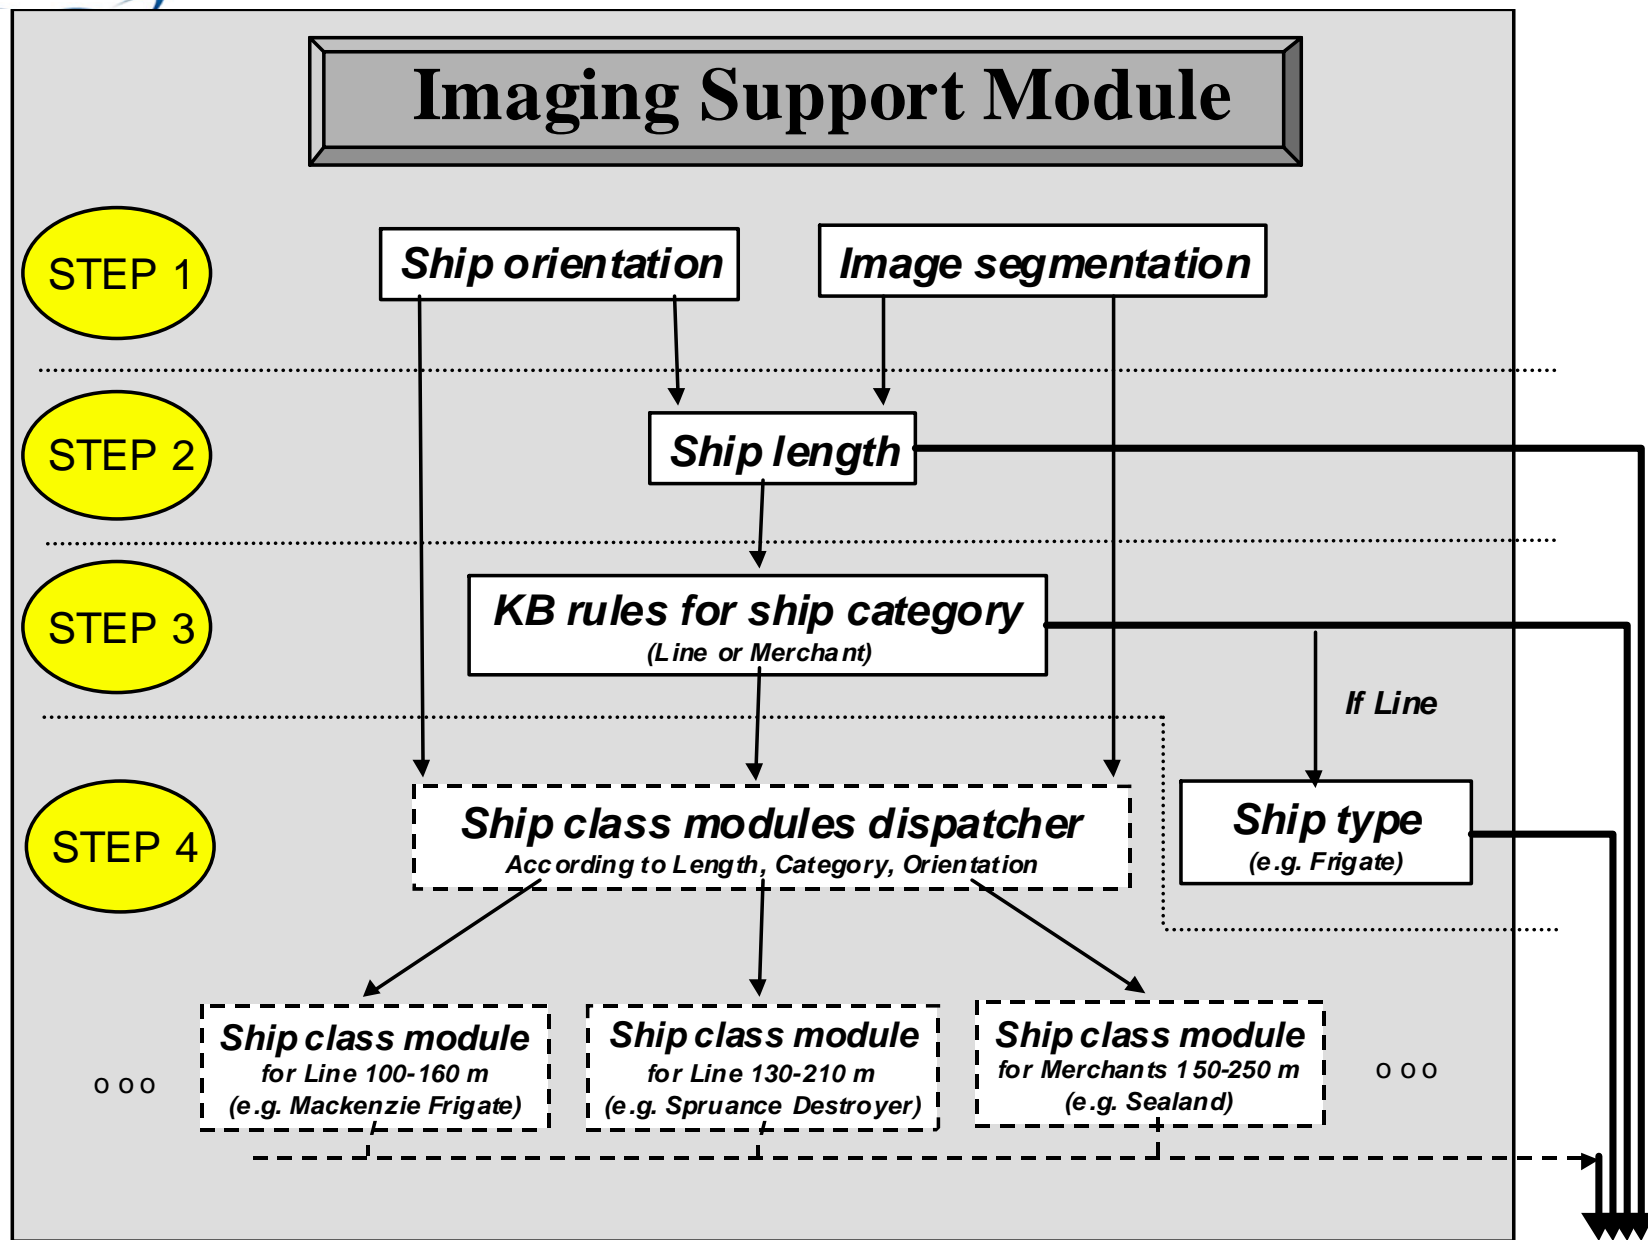 Imaging Support Module
STEP 1
Ship orientation
Image segmentation
STEP 2
Ship length
STEP 3
KB rules for ship category
(Line or Merchant)
If Line
STEP 4
Ship class modules dispatcher
According to Length, Category, Orientation
Ship type
(e.g. Frigate)
o o o
Ship class module
for Line 100-160 m
(e.g. Mackenzie Frigate)
Ship class module
for Line 130-210 m
(e.g. Spruance Destroyer)
Ship class module
for Merchants 150-250 m
(e.g. Sealand)
o o o